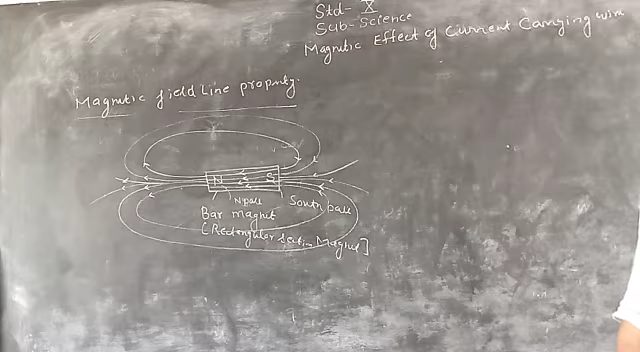 Std- X
Sub-Science
Magnetic Effect of Current Carrying wire
Magnetic field Line property.
N S
N pole South pole
Bar magnet
[Rectangular Section Magnet]